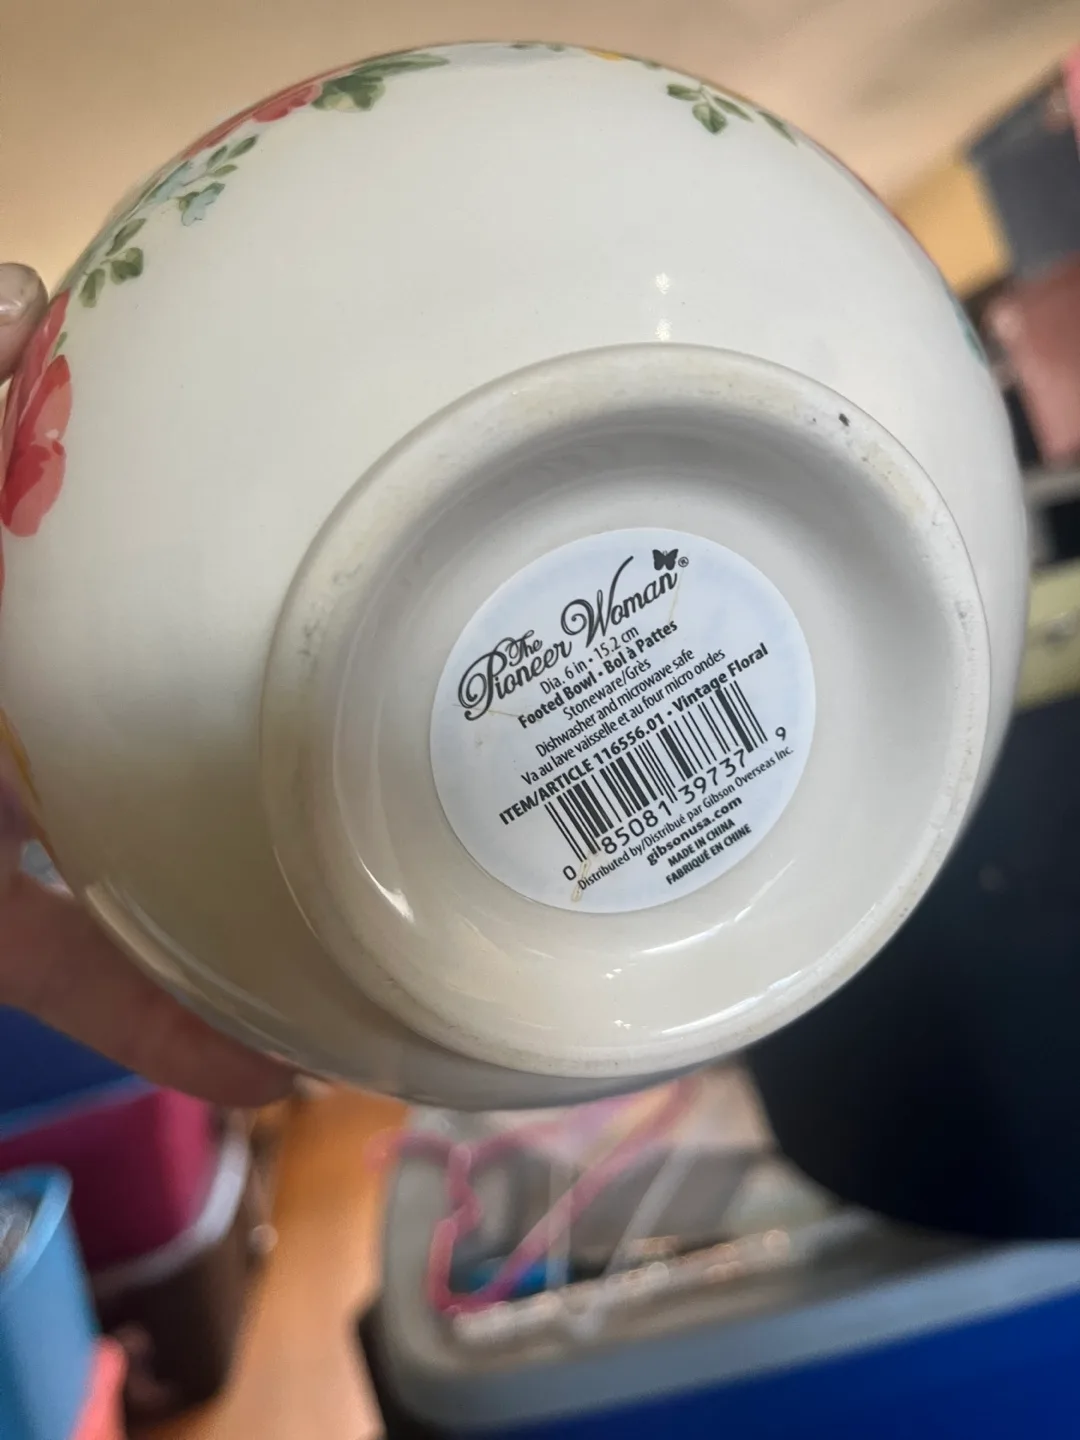 The
Pioneer Woman®
Dia. 6 in • 15.2 cm
Footed Bowl • Bol à Pattes
Stoneware/Grès
Dishwasher and microwave safe
Va au lave vaisselle et au four micro ondes
ITEM/ARTICLE 116556.01 • Vintage Floral
0 85081 39737 9
Distributed by/Distribué par Gibson Overseas Inc.
gibsonusa.com
MADE IN CHINA
FABRIQUÉ EN CHINE